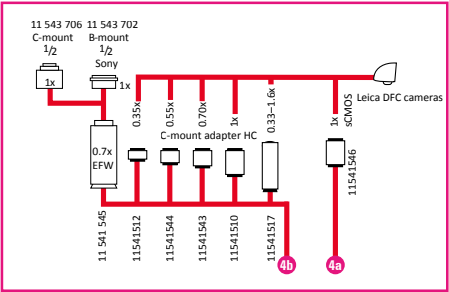 11 543 706
C-mount
1/2
11 543 702
B-mount
1/2
Sony
1x
1x
0.35x
0.55x
0.70x
1x
0.33–1.6x
1x
sCMOS
Leica DFC cameras
C-mount adapter HC
0.7x
EFW
11 541 545
11541512
11541544
11541543
11541510
11541517
11541546
4b
4a